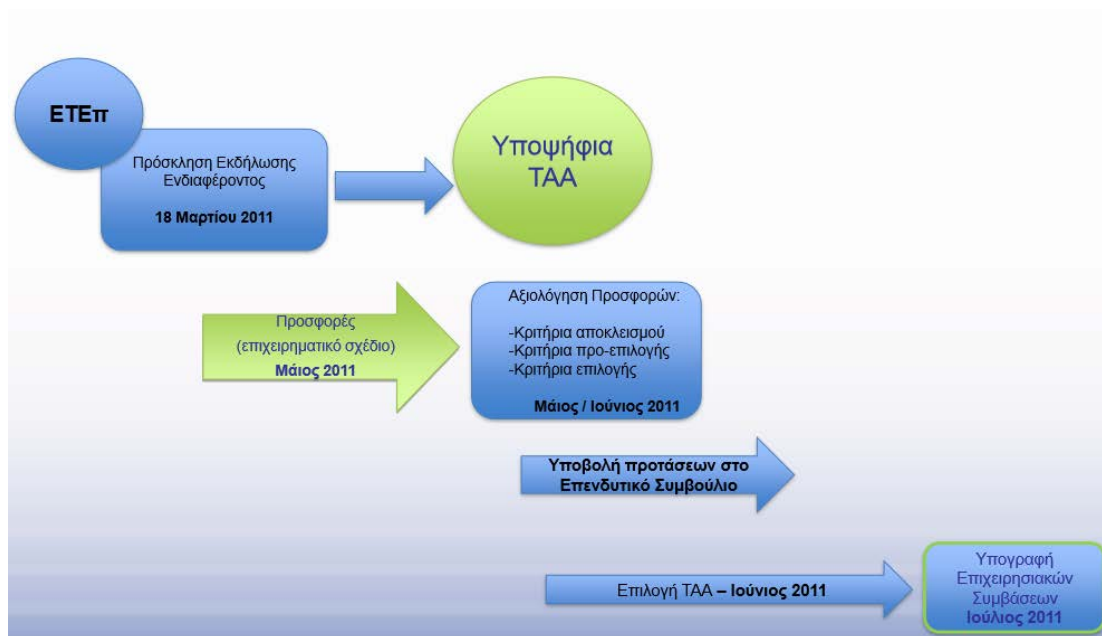 ΕΤΕπ
Πρόσκληση Εκδήλωσης
Ενδιαφέροντος
18 Μαρτίου 2011
Υποψήφια
ΤΑΑ
Προσφορές
(επιχειρηματικό σχέδιο)
Μάιος 2011
Αξιολόγηση Προσφορών:
-Κριτήρια αποκλεισμού
-Κριτήρια προ-επιλογής
-Κριτήρια επιλογής
Μάιος / Ιούνιος 2011
Υποβολή προτάσεων στο
Επενδυτικό Συμβούλιο
Επιλογή ΤΑΑ – Ιούνιος 2011
Υπογραφή
Επιχειρησιακών
Συμβάσεων
Ιούλιος 2011